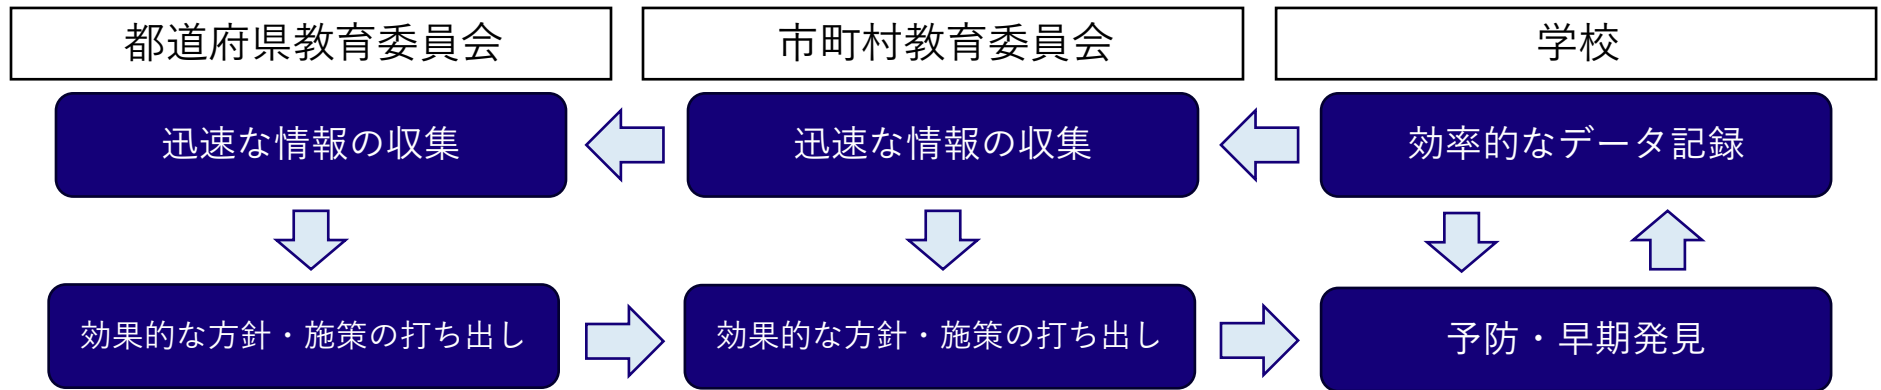 都道府県教育委員会
市町村教育委員会
学校
迅速な情報の収集
迅速な情報の収集
効率的なデータ記録
効果的な方針・施策の打ち出し
効果的な方針・施策の打ち出し
予防・早期発見